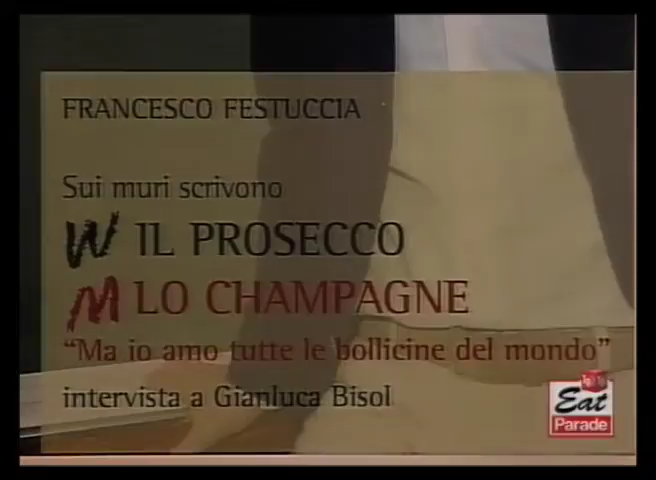 FRANCESCO FESTUCCIA
Sui muri scrivono
W IL PROSECCO
M LO CHAMPAGNE
“Ma io amo tutte le bollicine del mondo”
intervista a Gianluca Bisol
Eat
Parade